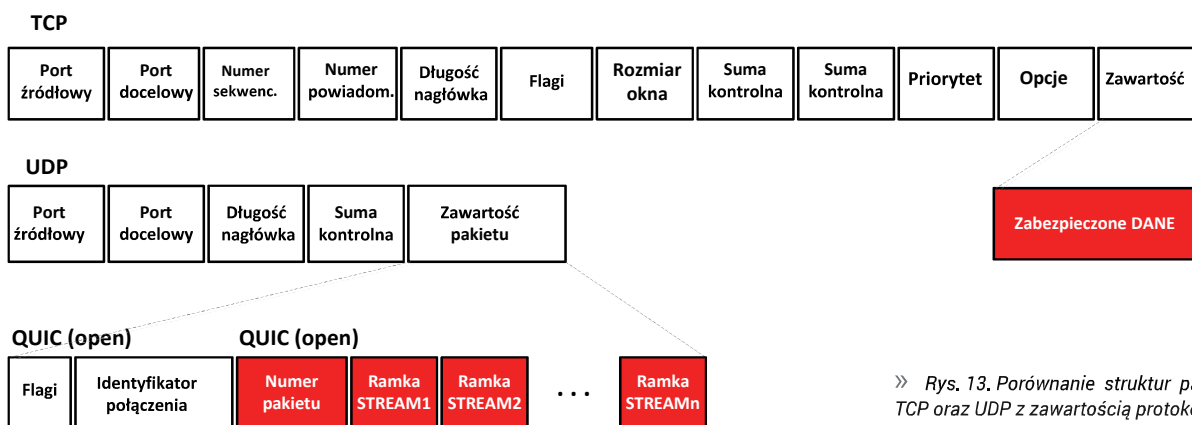 TCP
Port źródłowy
Port docelowy
Numer sekwenc.
Numer powiadom.
Długość nagłówka
Flagi
Rozmiar okna
Suma kontrolna
Suma kontrolna
Priorytet
Opcje
Zawartość
UDP
Port źródłowy
Port docelowy
Długość nagłówka
Suma kontrolna
Zawartość pakietu
Zabezpieczone DANE
QUIC (open)
QUIC (open)
Flagi
Identyfikator połączenia
Numer pakietu
Ramka STREAM1
Ramka STREAM2
. . .
Ramka STREAMn
» Rys. 13. Porównanie struktur
TCP oraz UDP z zawartością